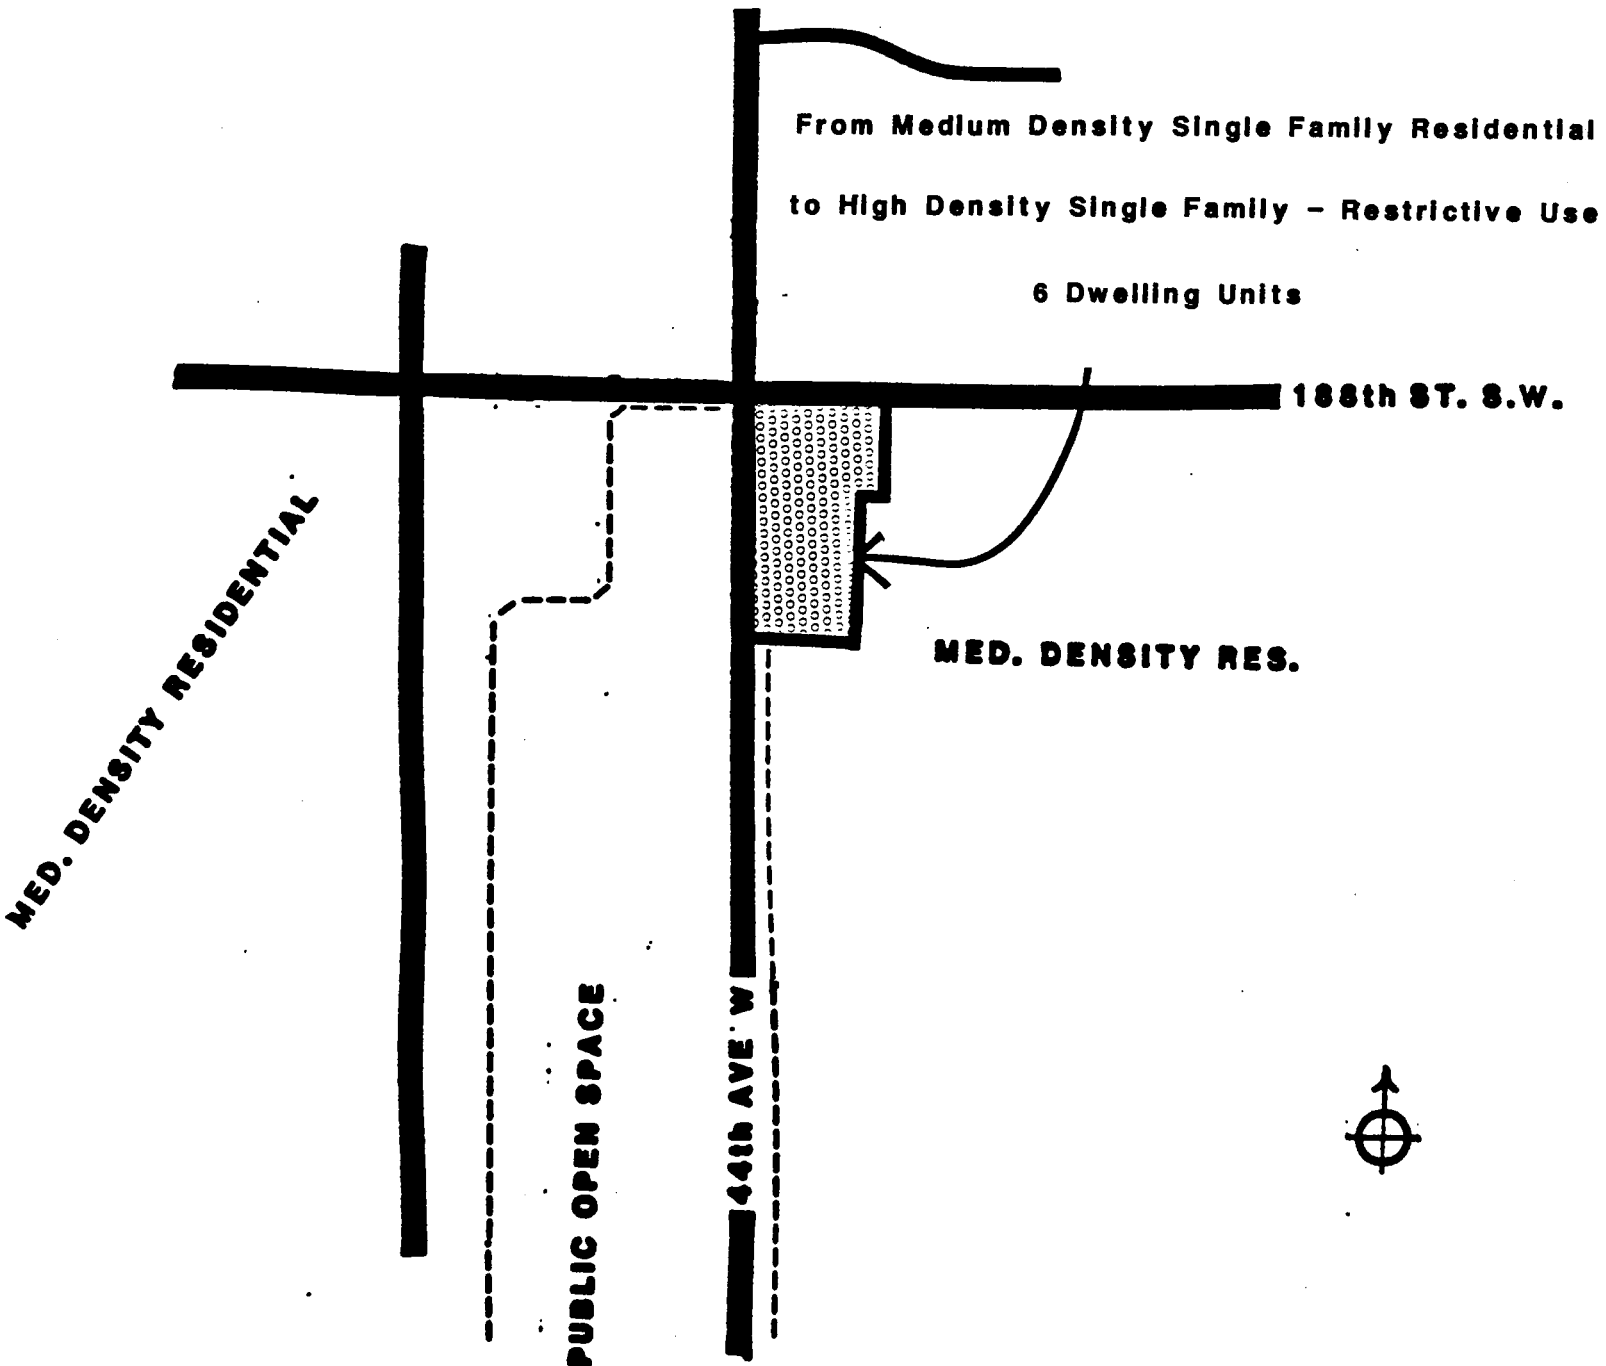 From Medium Density Single Family Residential
to High Density Single Family – Restrictive Use
6 Dwelling Units
188th ST. S.W.
MED. DENSITY RESIDENTIAL
MED. DENSITY RES.
PUBLIC OPEN SPACE
44th AVE W